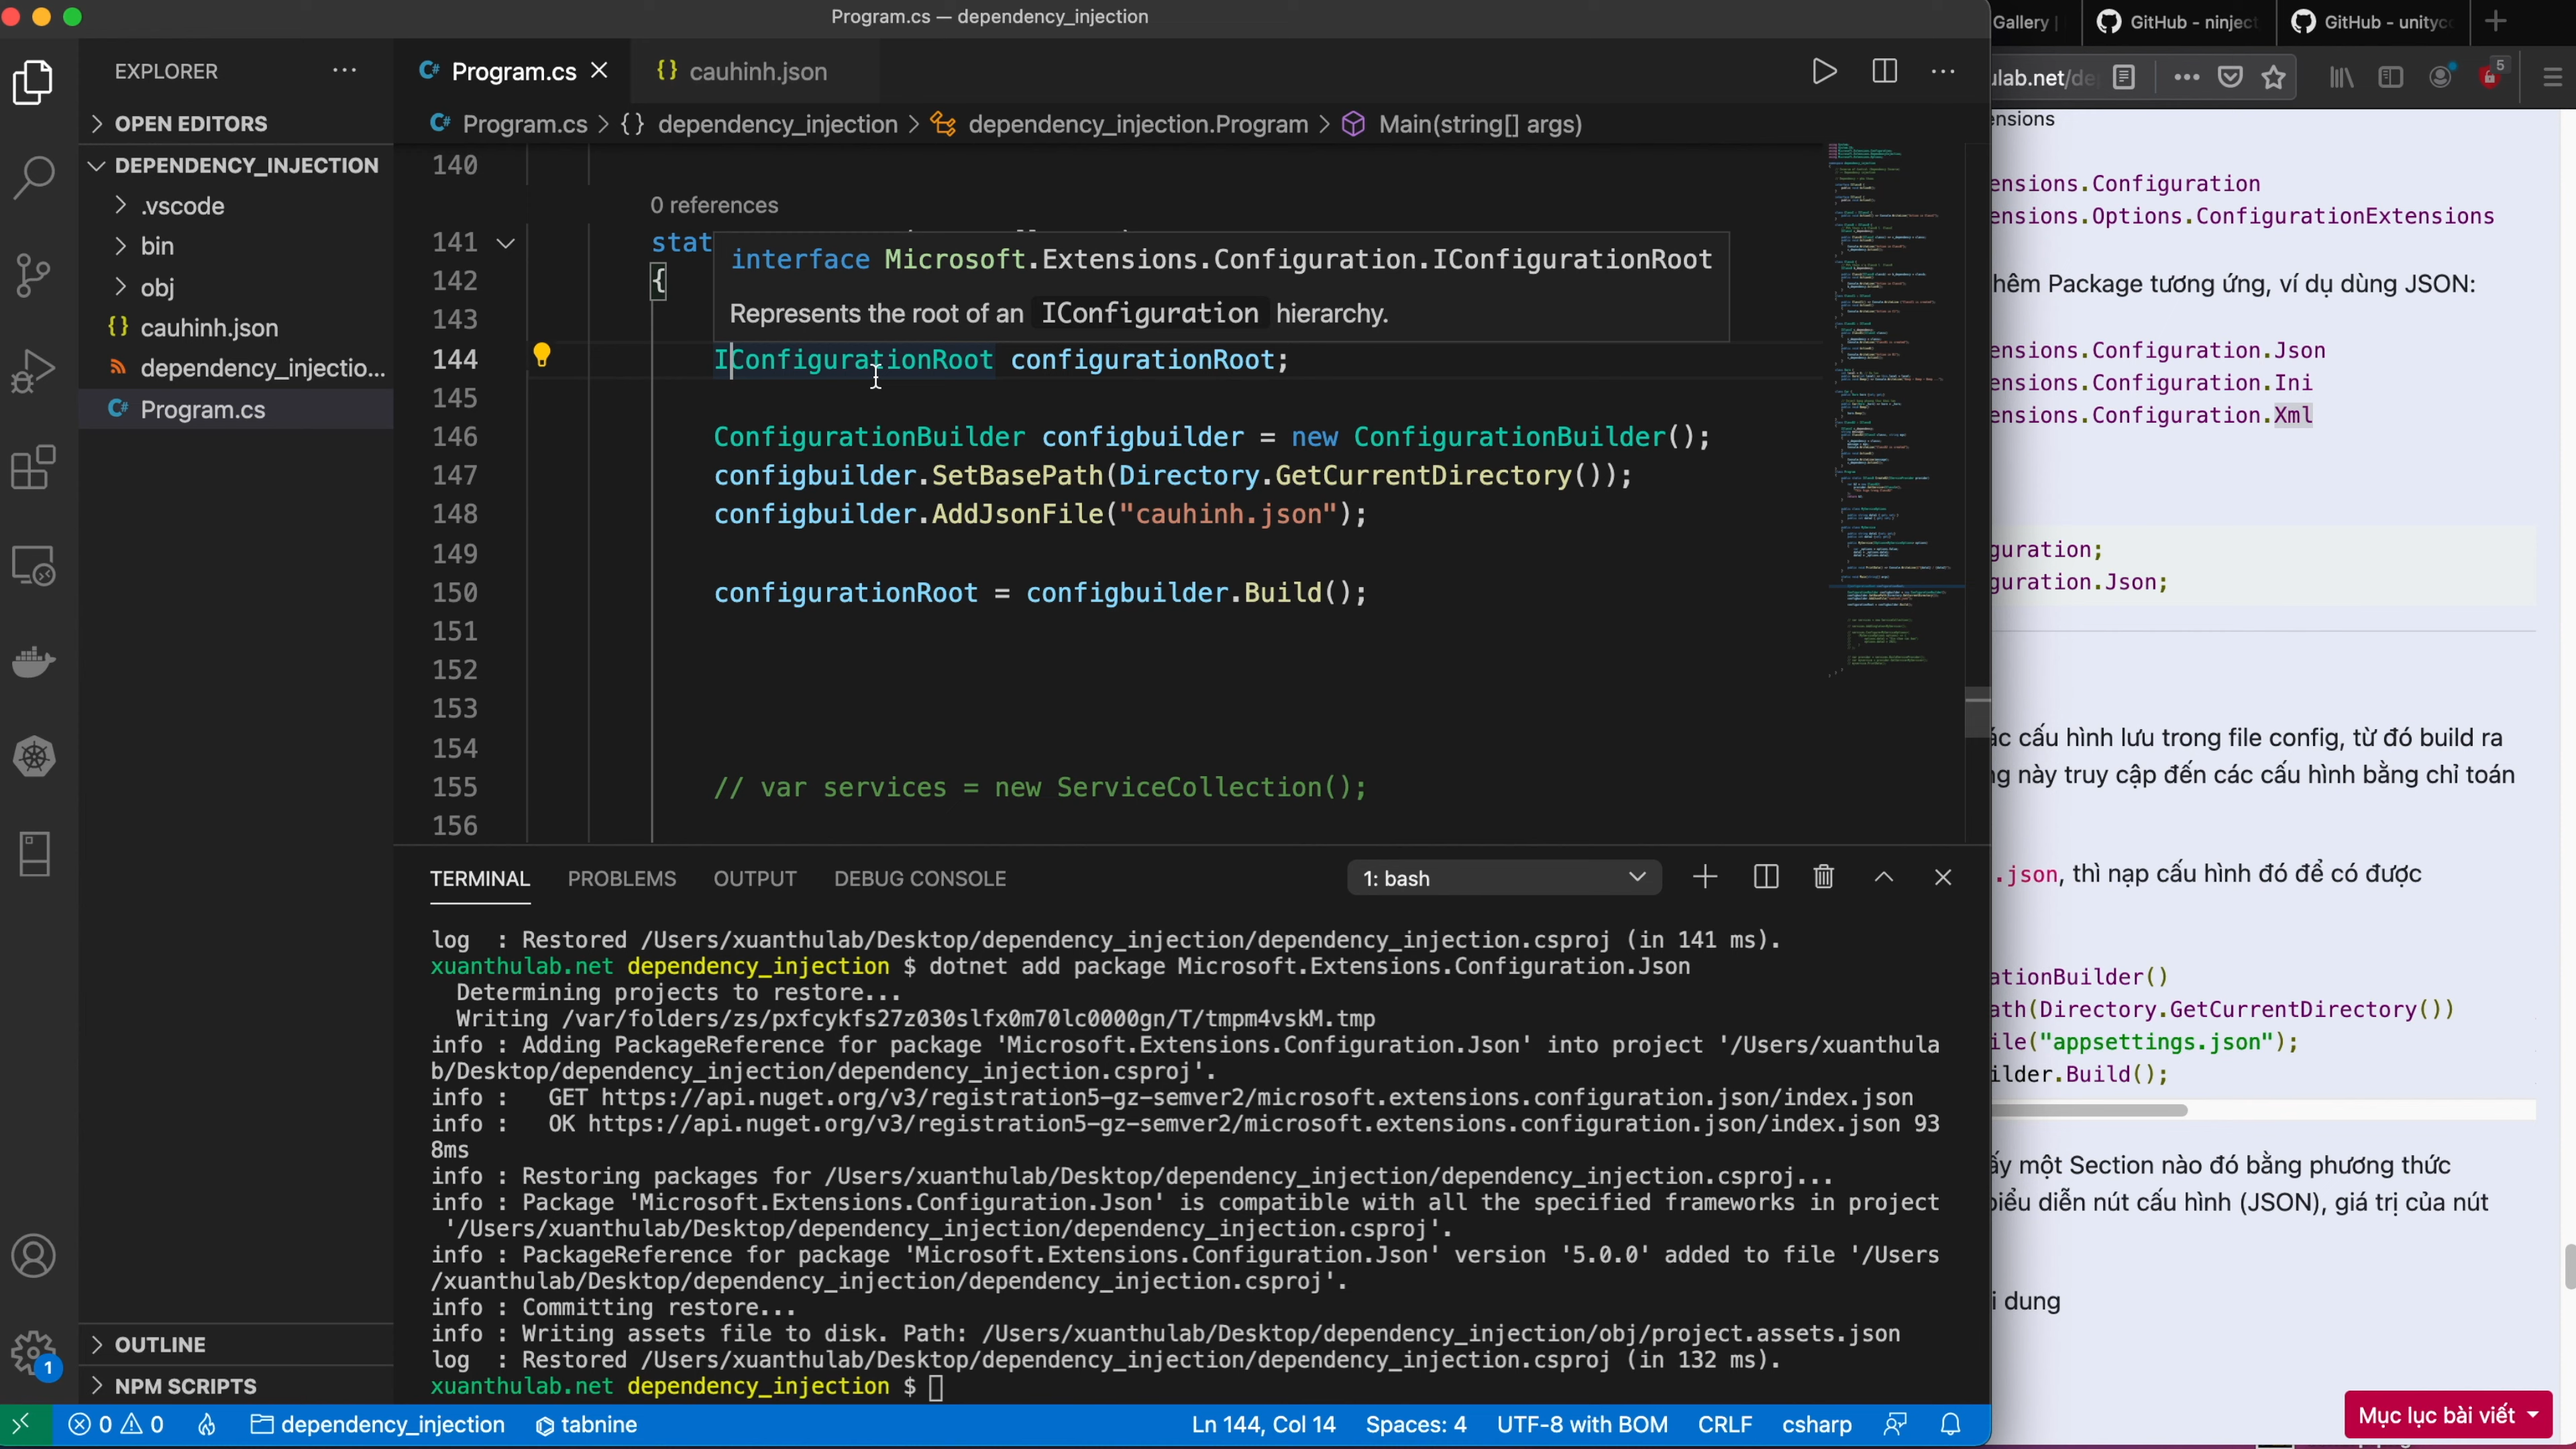 Program.cs — dependency_injection
EXPLORER
OPEN EDITORS
DEPENDENCY_INJECTION
.vscode
bin
obj
cauhinh.json
dependency_injectio...
Program.cs
OUTLINE
NPM SCRIPTS
Program.cs
{} cauhinh.json
Program.cs > {} dependency_injection > dependency_injection.Program > Main(string[] args)
140
0 references
141 stat
interface Microsoft.Extensions.Configuration.IConfigurationRoot
Represents the root of an IConfiguration hierarchy.
142 {
143
144 IConfigurationRoot configurationRoot;
145
146 ConfigurationBuilder configbuilder = new ConfigurationBuilder();
147 configbuilder.SetBasePath(Directory.GetCurrentDirectory());
148 configbuilder.AddJsonFile("cauhinh.json");
149
150 configurationRoot = configbuilder.Build();
151
152
153
154
155 // var services = new ServiceCollection();
156
TERMINAL PROBLEMS OUTPUT DEBUG CONSOLE 1: bash
log : Restored /Users/xuanthulab/Desktop/dependency_injection/dependency_injection.csproj (in 141 ms).
xuanthulab.net dependency_injection $ dotnet add package Microsoft.Extensions.Configuration.Json
Determining projects to restore...
Writing /var/folders/zs/pxfcykfs27z030slfx0m70lc0000gn/T/tmpm4vskM.tmp
info : Adding PackageReference for package 'Microsoft.Extensions.Configuration.Json' into project '/Users/xuanthula
b/Desktop/dependency_injection/dependency_injection.csproj'.
info :   GET https://api.nuget.org/v3/registration5-gz-semver2/microsoft.extensions.configuration.json/index.json
info :   OK https://api.nuget.org/v3/registration5-gz-semver2/microsoft.extensions.configuration.json/index.json 93
8ms
info : Restoring packages for /Users/xuanthulab/Desktop/dependency_injection/dependency_injection.csproj...
info : Package 'Microsoft.Extensions.Configuration.Json' is compatible with all the specified frameworks in project
'/Users/xuanthulab/Desktop/dependency_injection/dependency_injection.csproj'.
info : PackageReference for package 'Microsoft.Extensions.Configuration.Json' version '5.0.0' added to file '/Users
/xuanthulab/Desktop/dependency_injection/dependency_injection.csproj'.
info : Committing restore...
info : Writing assets file to disk. Path: /Users/xuanthulab/Desktop/dependency_injection/obj/project.assets.json
log : Restored /Users/xuanthulab/Desktop/dependency_injection/dependency_injection.csproj (in 132 ms).
xuanthulab.net dependency_injection $
1
0 0 dependency_injection tabnine Ln 144, Col 14 Spaces: 4 UTF-8 with BOM CRLF csharp
Gallery | GitHub - ninject GitHub - unityc
ulab.net/de 5
ensions
ensions.Configuration
ensions.Options.ConfigurationExtensions
hêm Package tương ứng, ví dụ dùng JSON:
ensions.Configuration.Json
ensions.Configuration.Ini
ensions.Configuration.Xml
guration;
guration.Json;
ác cấu hình lưu trong file config, từ đó build ra
ng này truy cập đến các cấu hình bằng chỉ toán
.json, thì nạp cấu hình đó để có được
ationBuilder()
ath(Directory.GetCurrentDirectory())
ile("appsettings.json");
ilder.Build();
ấy một Section nào đó bằng phương thức
biểu diễn nút cấu hình (JSON), giá trị của nút
i dung
Mục lục bài viết